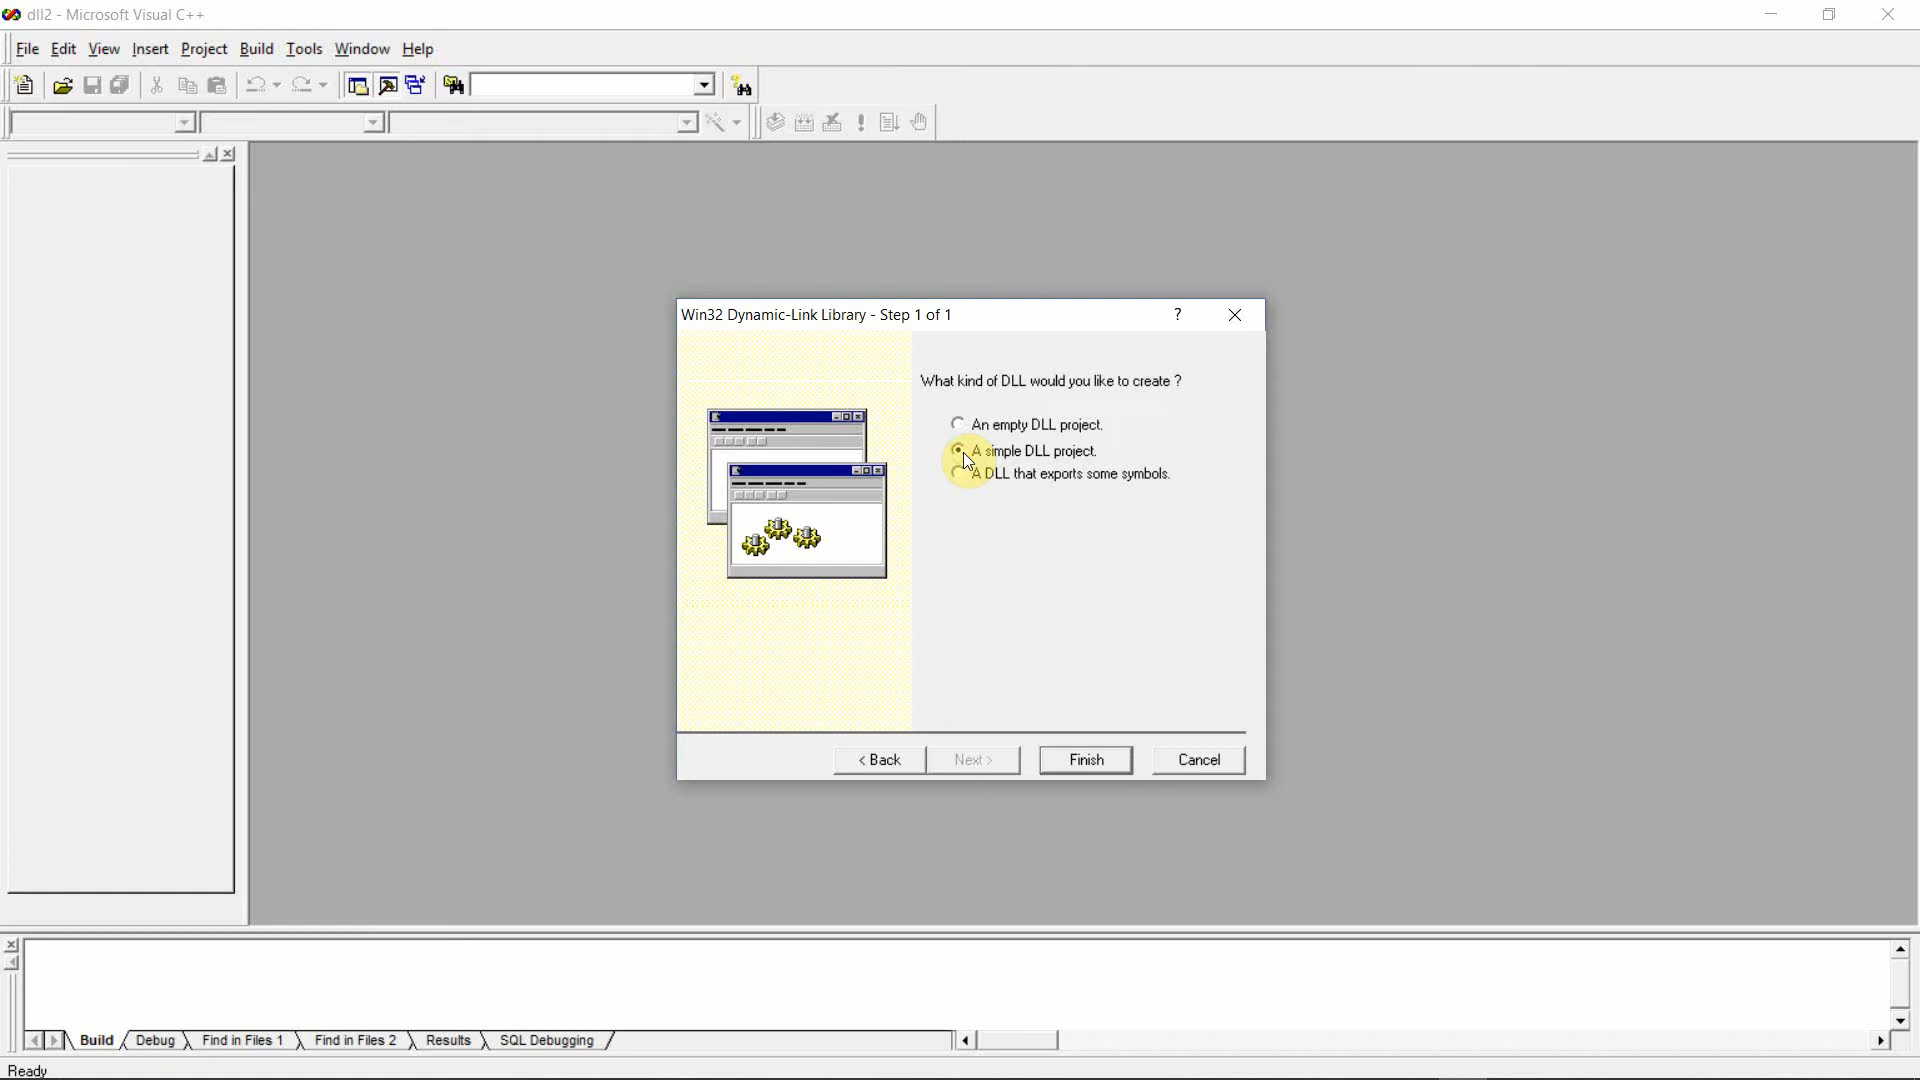 dll2 - Microsoft Visual C++
File Edit View Insert Project Build Tools Window Help
Win32 Dynamic-Link Library - Step 1 of 1
?
What kind of DLL would you like to create ?
An empty DLL project.
A simple DLL project.
A DLL that exports some symbols.
< Back Next > Finish Cancel
Build Debug Find in Files 1 Find in Files 2 Results SQL Debugging
Ready